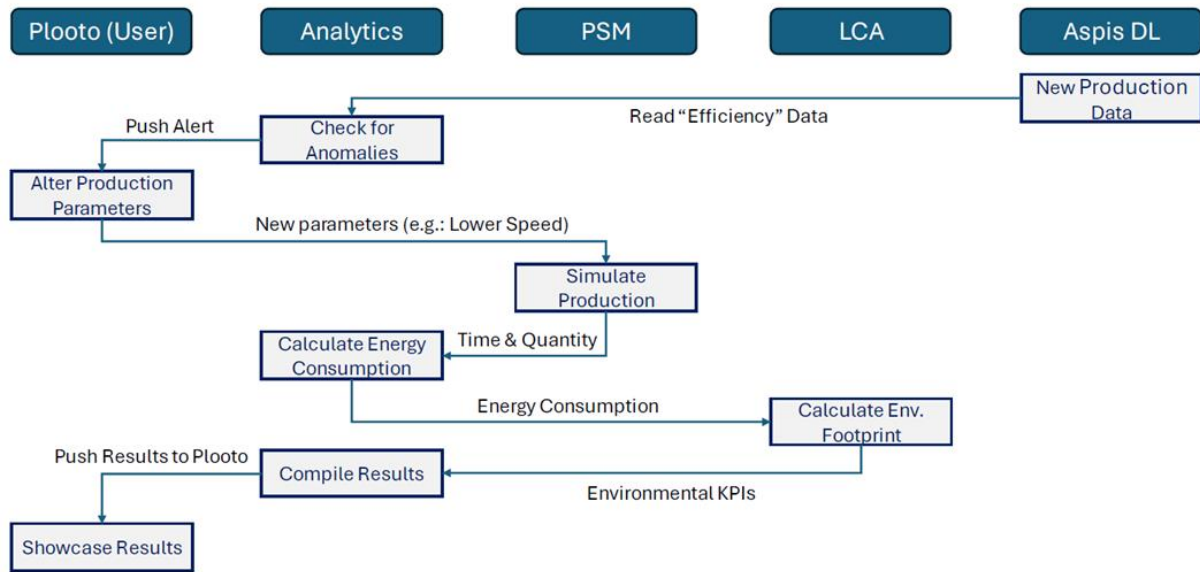 Plooto (User)
Analytics
PSM
LCA
Aspis DL
New Production
Data
Read “Efficiency” Data
Check for
Anomalies
Push Alert
Alter Production
Parameters
New parameters (e.g.: Lower Speed)
Simulate
Production
Time & Quantity
Calculate Energy
Consumption
Energy Consumption
Calculate Env.
Footprint
Environmental KPIs
Compile Results
Push Results to Plooto
Showcase Results